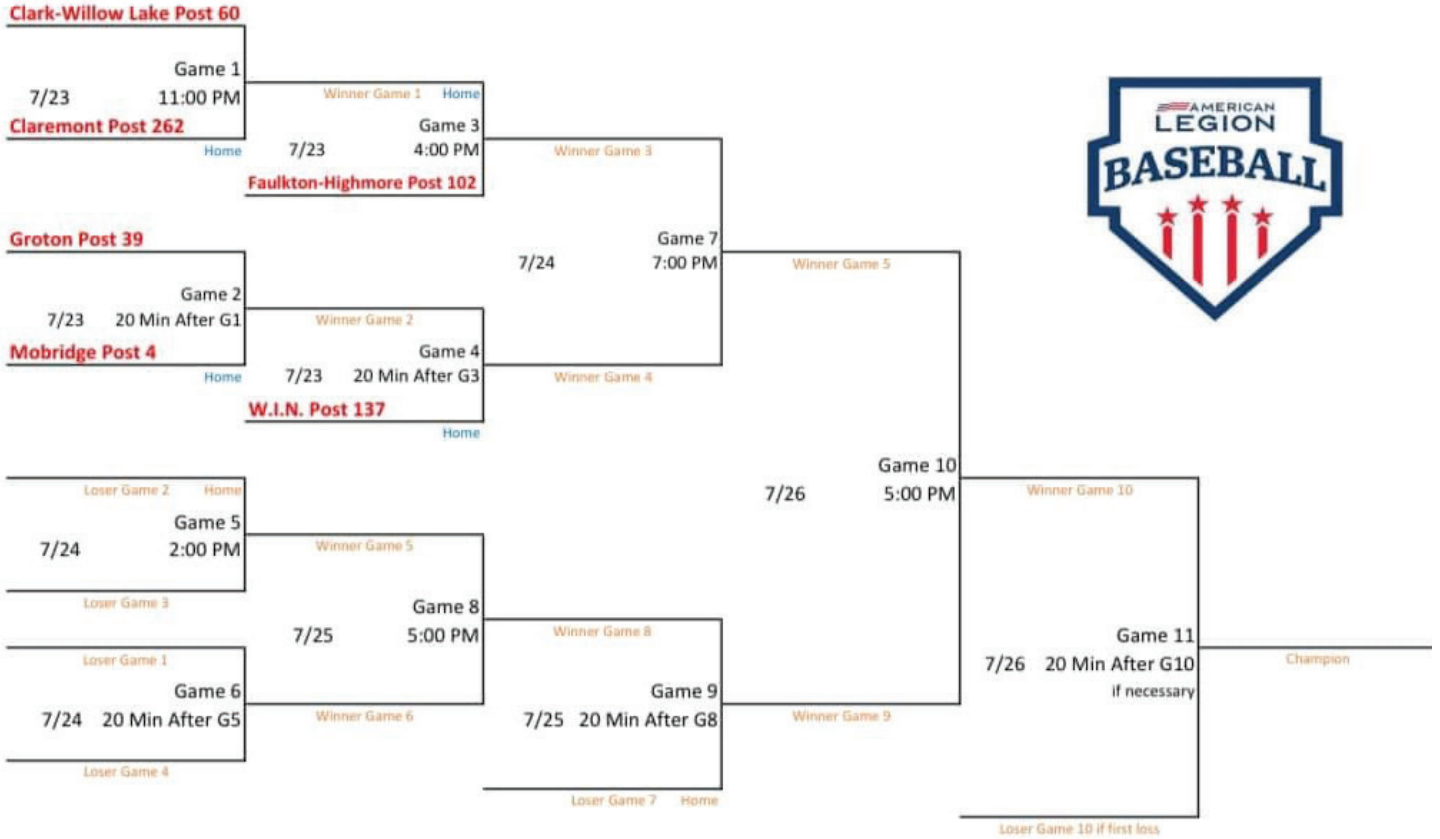 Clark-Willow Lake Post 60
Game 1
7/23 11:00 PM
Claremont Post 262
Home
Winner Game 1 Home
Game 3
7/23 4:00 PM
Faulkton-Highmore Post 102
Groton Post 39
Game 2
7/23 20 Min After G1
Mobridge Post 4
Home
Winner Game 2
Game 4
7/23 20 Min After G3
W.I.N. Post 137
Home
Winner Game 3
Game 7
7/24 7:00 PM
Winner Game 4
Loser Game 2 Home
Game 5
7/24 2:00 PM
Loser Game 3
Loser Game 1
Game 6
7/24 20 Min After G5
Loser Game 4
Winner Game 5
Game 8
7/25 5:00 PM
Winner Game 6
Winner Game 8
Game 9
7/25 20 Min After G8
Loser Game 7 Home
Winner Game 5
Game 10
7/26 5:00 PM
Winner Game 9
Winner Game 10
Game 11
7/26 20 Min After G10
if necessary
Loser Game 10 if first loss
Champion
AMERICAN
LEGION
BASEBALL